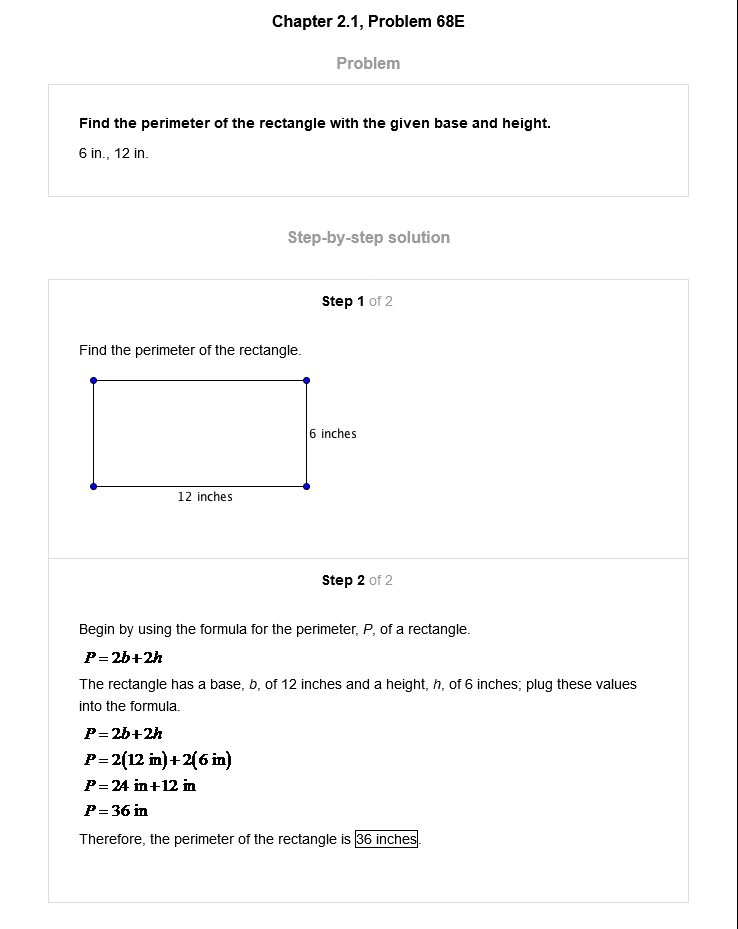 Chapter 2.1, Problem 68E
Problem
Find the perimeter of the rectangle with the given base and height.
6 in., 12 in.
Step-by-step solution
Step 1 of 2
Find the perimeter of the rectangle.
6 inches
12 inches
Step 2 of 2
Begin by using the formula for the perimeter, P, of a rectangle.
P=2b+2h
The rectangle has a base, b, of 12 inches and a height, h, of 6 inches; plug these values
into the formula.
P=2b+2h
P=2(12 in)+2(6 in)
P=24 in+12 in
P=36 in
Therefore, the perimeter of the rectangle is 36 inches.